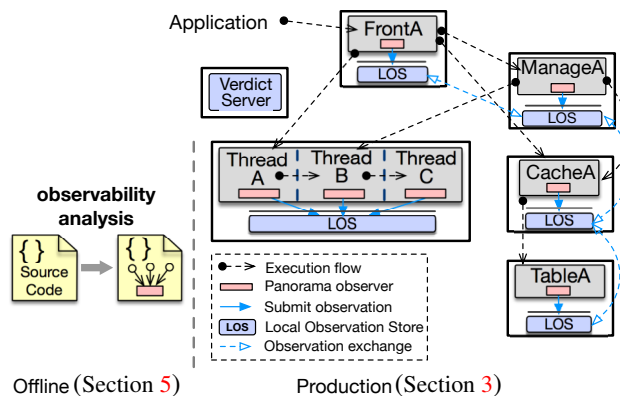 Application
FrontA
LOS
Verdict
Server
ManageA
LOS
Thread
A
Thread
B
Thread
C
LOS
CacheA
LOS
TableA
LOS
observability
analysis
{}
Source
Code
{}
Execution flow
Panorama observer
Submit observation
LOS Local Observation Store
Observation exchange
Offline (Section 5)
Production (Section 3)